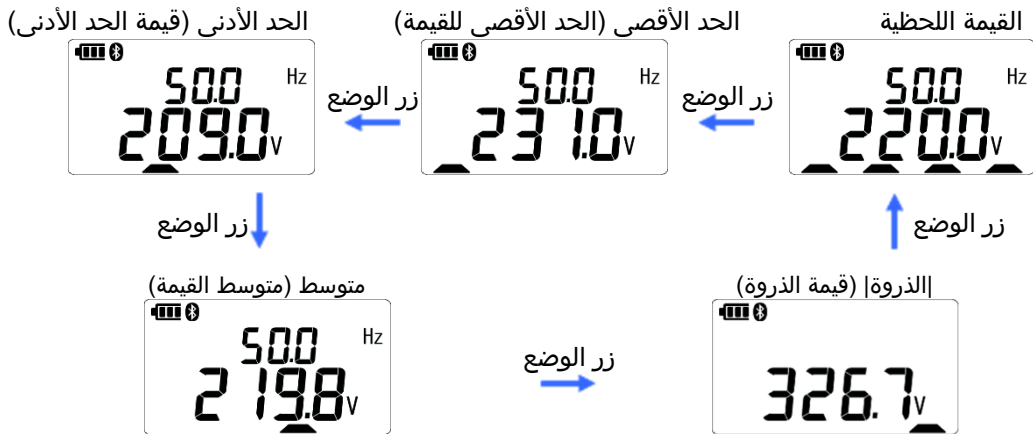 القيمة اللحظية
الحد الأقصى (الحد الأقصى للقيمة)
الحد الأدنى (قيمة الحد الأدنى)
50.0 Hz
220.0 V
زر الوضع
50.0 Hz
231.0 V
زر الوضع
50.0 Hz
209.0 V
زر الوضع
زر الوضع
متوسط (متوسط القيمة)
50.0 Hz
219.8 V
زر الوضع
|الذروة| (قيمة الذروة)
326.7 V